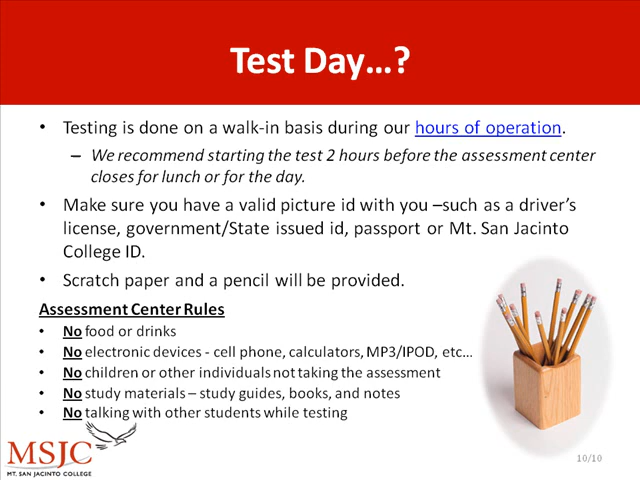 Test Day…?
• Testing is done on a walk-in basis during our hours of operation.
– We recommend starting the test 2 hours before the assessment center
closes for lunch or for the day.
• Make sure you have a valid picture id with you –such as a driver's
license, government/State issued id, passport or Mt. San Jacinto
College ID.
• Scratch paper and a pencil will be provided.
Assessment Center Rules
• No food or drinks
• No electronic devices - cell phone, calculators, MP3/IPOD, etc…
• No children or other individuals not taking the assessment
• No study materials – study guides, books, and notes
• No talking with other students while testing
MSJC
MT. SAN JACINTO COLLEGE
10/10